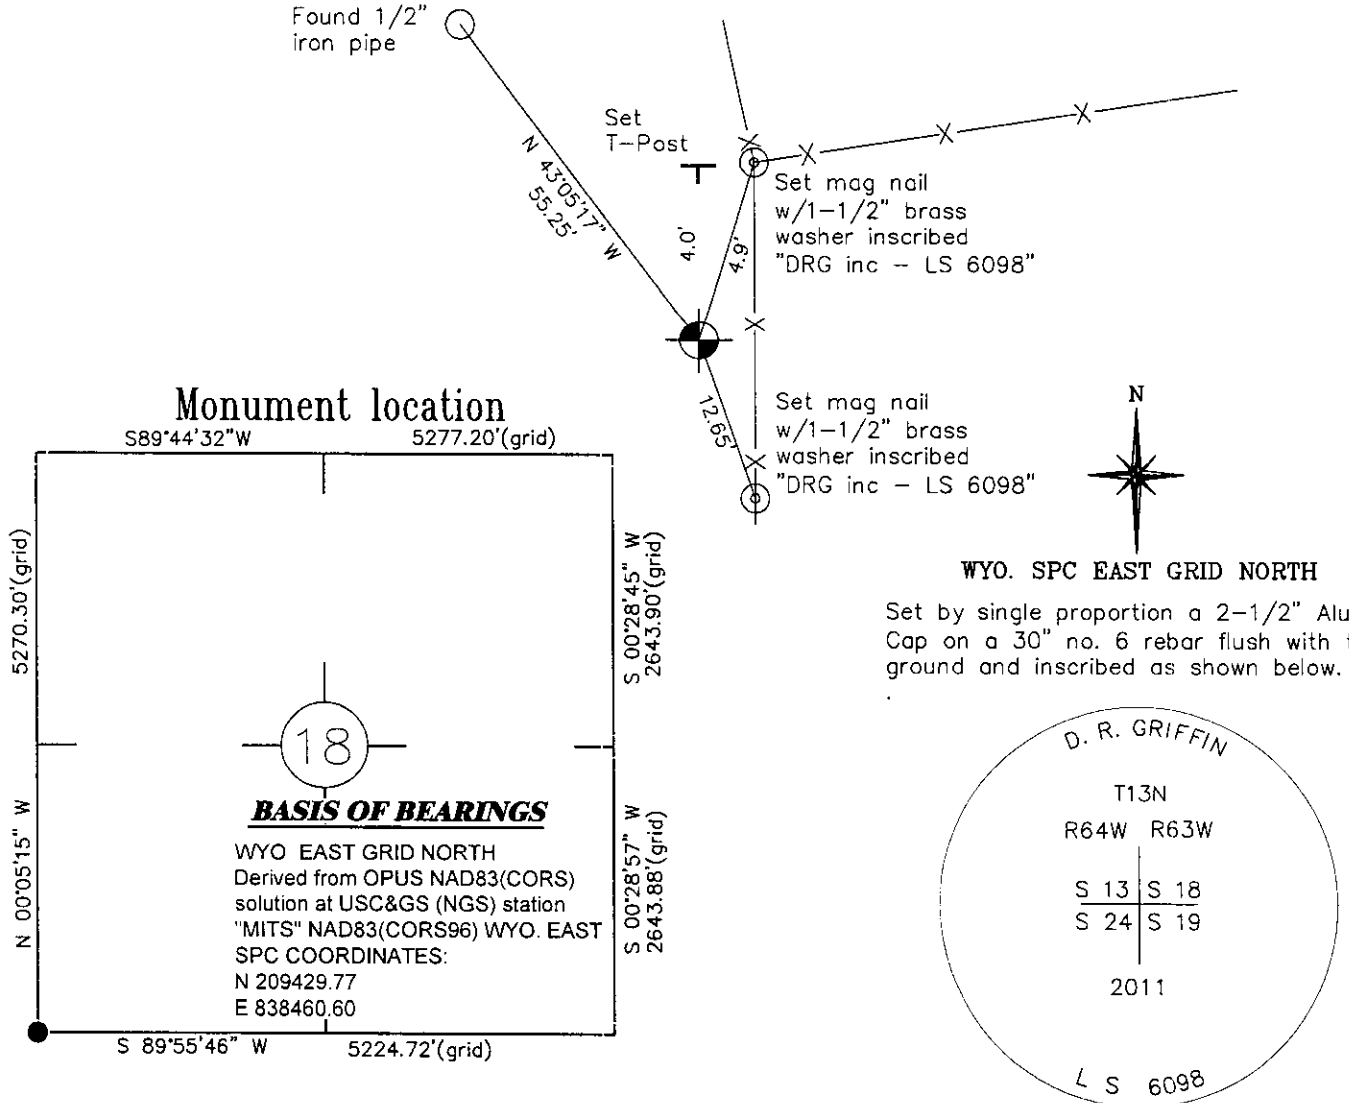 Found 1/2"
iron pipe
N 43°05'17" W
55.25'
Set
T-Post
4.0'
4.9'
Set mag nail
w/1-1/2" brass
washer inscribed
"DRG inc - LS 6098"
12.65'
Set mag nail
w/1-1/2" brass
washer inscribed
"DRG inc - LS 6098"
Monument location
S89°44'32"W 5277.20'(grid)
N 00°05'15" W 5270.30'(grid)
S 00°28'45" W
2643.90'(grid)
S 00°28'57" W
2643.88'(grid)
18
BASIS OF BEARINGS
WYO EAST GRID NORTH
Derived from OPUS NAD83(CORS)
solution at USC&GS (NGS) station
"MITS" NAD83(CORS96) WYO. EAST
SPC COORDINATES:
N 209429.77
E 838460.60
S 89°55'46" W 5224.72'(grid)
N
WYO. SPC EAST GRID NORTH
Set by single proportion a 2-1/2" Alu
Cap on a 30" no. 6 rebar flush with
ground and inscribed as shown below.
D. R. GRIFFIN
T13N
R64W R63W
S 13 S 18
S 24 S 19
2011
L S 6098